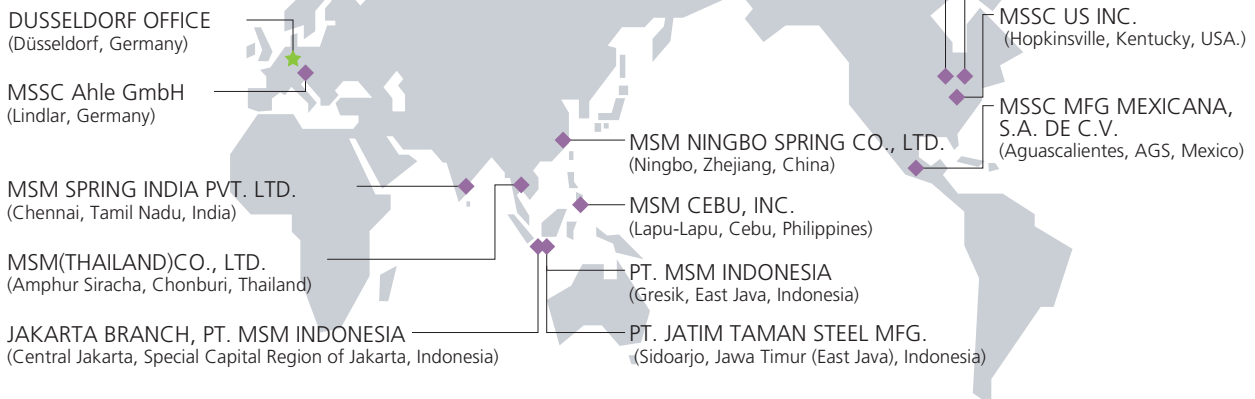 DUSSELDORF OFFICE
(Düsseldorf, Germany)
MSSC Ahle GmbH
(Lindlar, Germany)
MSM SPRING INDIA PVT. LTD.
(Chennai, Tamil Nadu, India)
MSM(THAILAND)CO., LTD.
(Amphur Siracha, Chonburi, Thailand)
JAKARTA BRANCH, PT. MSM INDONESIA
(Central Jakarta, Special Capital Region of Jakarta, Indonesia)
MSM NINGBO SPRING CO., LTD.
(Ningbo, Zhejiang, China)
MSM CEBU, INC.
(Lapu-Lapu, Cebu, Philippines)
PT. MSM INDONESIA
(Gresik, East Java, Indonesia)
PT. JATIM TAMAN STEEL MFG.
(Sidoarjo, Jawa Timur (East Java), Indonesia)
MSSC US INC.
(Hopkinsville, Kentucky, USA.)
MSSC MFG MEXICANA,
S.A. DE C.V.
(Aguascalientes, AGS, Mexico)